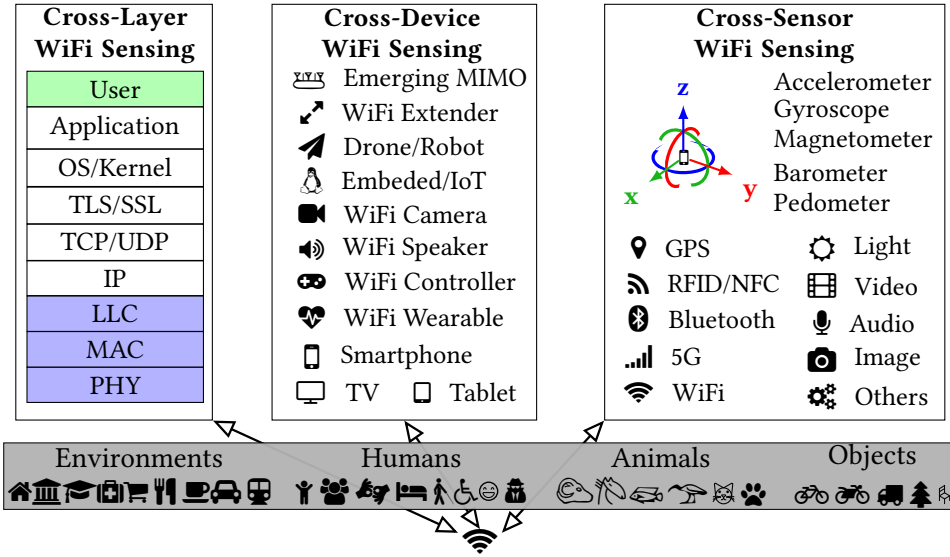 Cross-Layer
WiFi Sensing
User
Application
OS/Kernel
TLS/SSL
TCP/UDP
IP
LLC
MAC
PHY
Cross-Device
WiFi Sensing
Emerging MIMO
WiFi Extender
Drone/Robot
Embeded/IoT
WiFi Camera
WiFi Speaker
WiFi Controller
WiFi Wearable
Smartphone
TV Tablet
Cross-Sensor
WiFi Sensing
z
x
y
Accelerometer
Gyroscope
Magnetometer
Barometer
Pedometer
GPS Light
RFID/NFC Video
Bluetooth Audio
5G Image
WiFi Others
Environments Humans Animals Objects